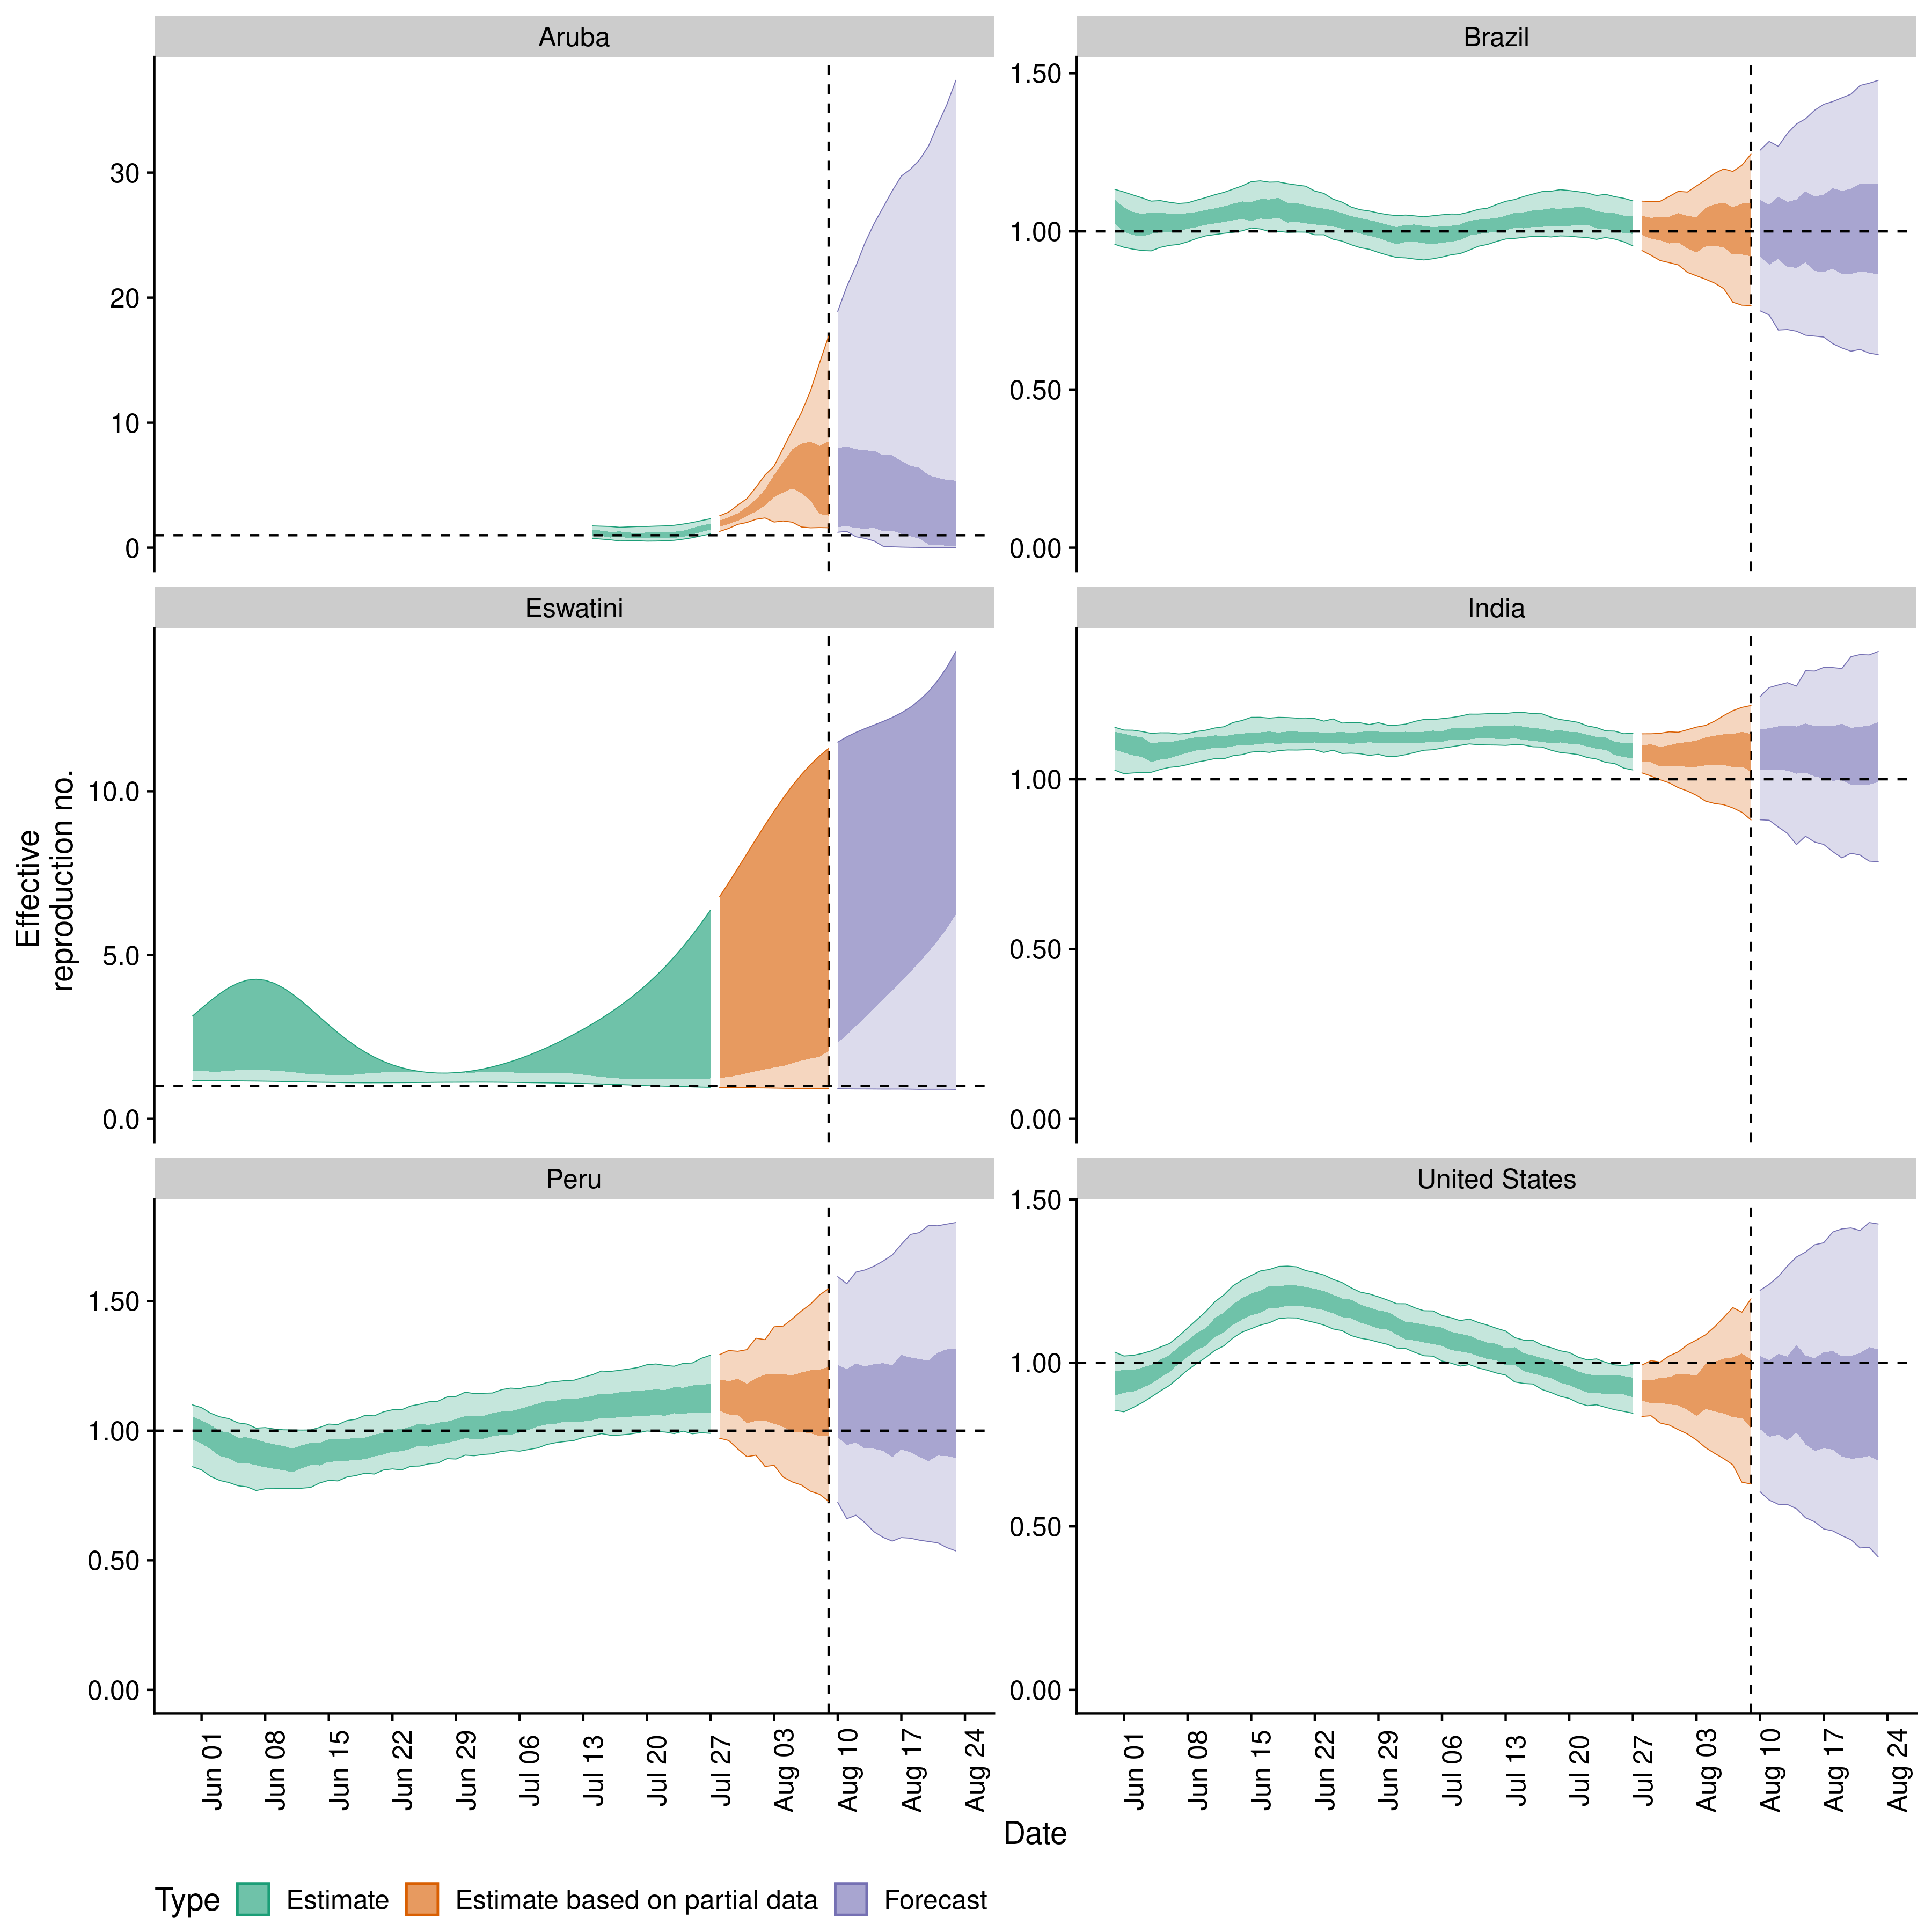 Aruba
Brazil
30
20
10
0
1.50
1.00
0.50
0.00
Eswatini
India
10.0
5.0
0.0
1.00
0.50
0.00
Peru
United States
1.50
1.00
0.50
0.00
1.50
1.00
0.50
0.00
Effective
reproduction no.
Jun 01
Jun 08
Jun 15
Jun 22
Jun 29
Jul 06
Jul 13
Jul 20
Jul 27
Aug 03
Aug 10
Aug 17
Aug 24
Jun 01
Jun 08
Jun 15
Jun 22
Jun 29
Jul 06
Jul 13
Jul 20
Jul 27
Aug 03
Aug 10
Aug 17
Aug 24
Date
Type Estimate Estimate based on partial data Forecast